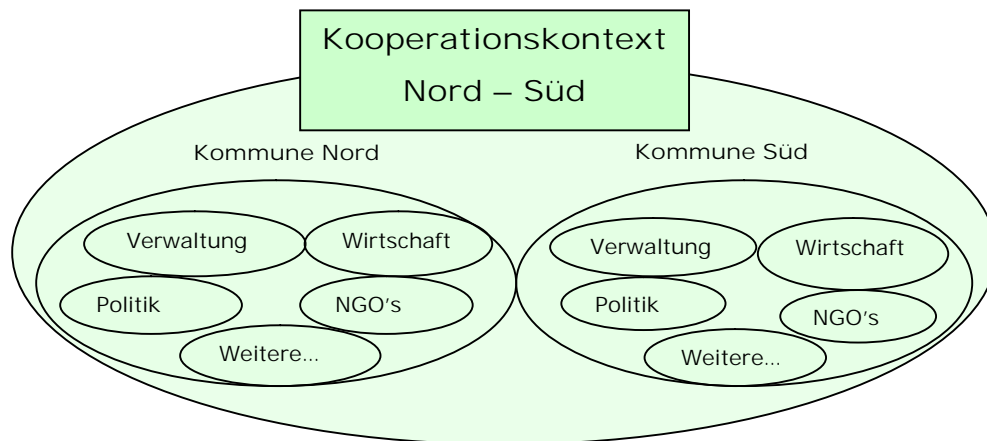 Kooperationskontext
Nord – Süd
Kommune Nord
Kommune Süd
Verwaltung
Wirtschaft
Politik
NGO's
Weitere...
Verwaltung
Wirtschaft
Politik
NGO's
Weitere...